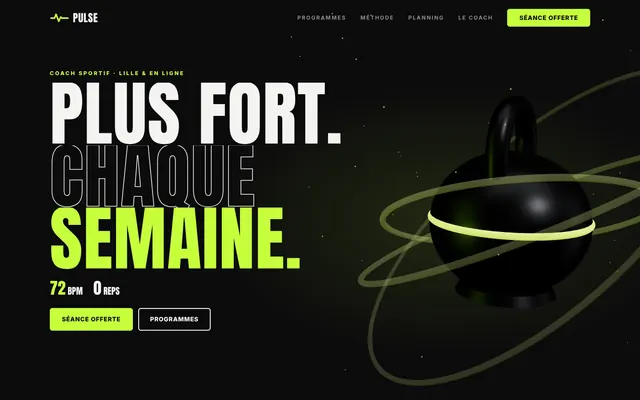 PULSE
PROGRAMMES MÉTHODE PLANNING LE COACH SÉANCE OFFERTE
COACH SPORTIF · LILLE & EN LIGNE
PLUS FORT.
CHAQUE
SEMAINE.
72 BPM 0 REPS
SÉANCE OFFERTE PROGRAMMES